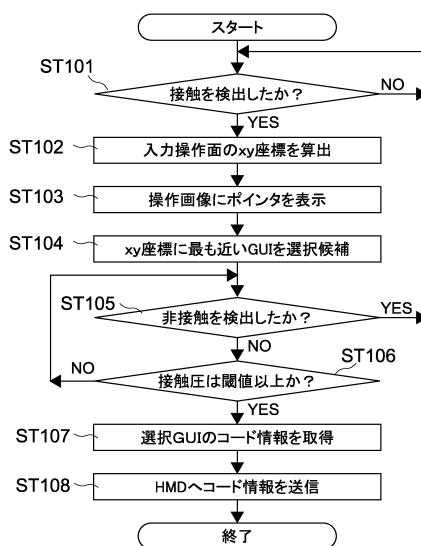 スタート
ST101
接触を検出したか？
NO
YES
ST102
入力操作面のxy座標を算出
ST103
操作画像にポインタを表示
ST104
xy座標に最も近いGUIを選択候補
ST105
非接触を検出したか？
YES
NO
ST106
NO
接触圧は閾値以上か？
YES
ST107
選択GUIのコード情報を取得
ST108
HMDへコード情報を送信
終了